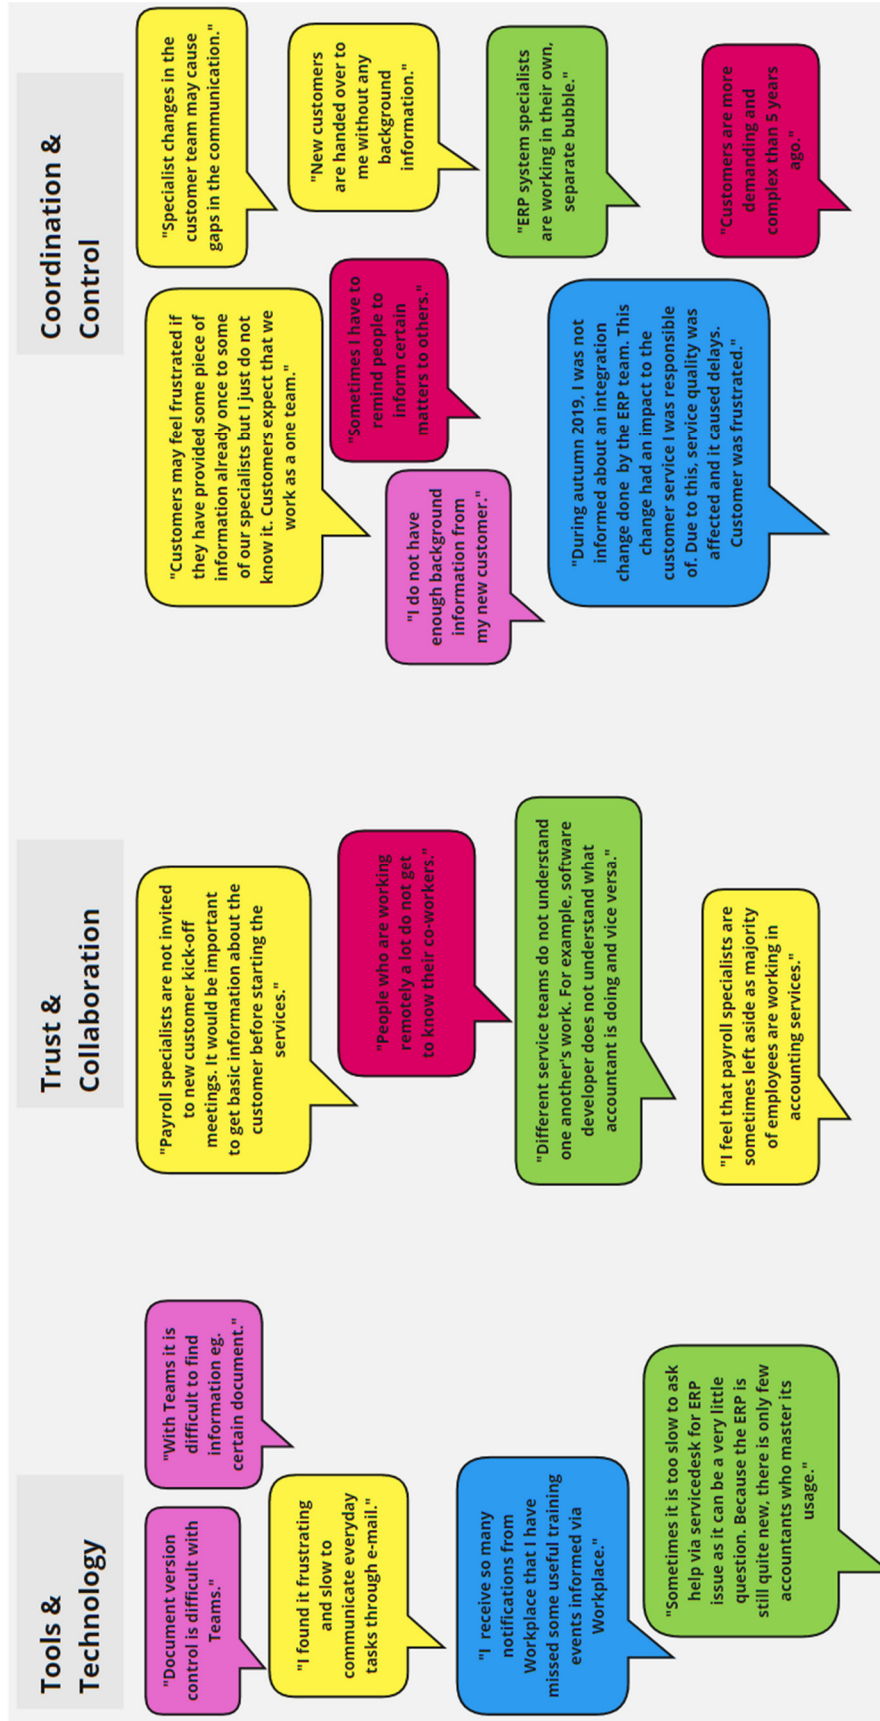 Tools &
Technology
"Document version
control is difficult with
Teams."
"With Teams it is
difficult to find
information eg.
certain document."
"I found it frustrating
and slow to
communicate everyday
tasks through e-mail."
"I receive so many
notifications from
Workplace that I have
missed some useful training
events informed via
Workplace."
"Sometimes it is too slow to ask
help via servicedesk for ERP
issue as it can be a very little
question. Because the ERP is
still quite new, there is only few
accountants who master its
usage."
Trust &
Collaboration
"Payroll specialists are not invited
to new customer kick-off
meetings. It would be important
to get basic information about the
customer before starting the
services."
"People who are working
remotely a lot do not get
to know their co-workers."
"Different service teams do not understand
one another's work. For example, software
developer does not understand what
accountant is doing and vice versa."
"I feel that payroll specialists are
sometimes left aside as majority
of employees are working in
accounting services."
Coordination &
Control
"Customers may feel frustrated if
they have provided some piece of
information already once to some
of our specialists but I just do not
know it. Customers expect that we
work as a one team."
"Specialist changes in the
customer team may cause
gaps in the communication."
"New customers
are handed over to
me without any
background
information."
"Sometimes I have to
remind people to
inform certain
matters to others."
"I do not have
enough background
information from
my new customer."
"ERP system specialists
are working in their own,
separate bubble."
"During autumn 2019, I was not
informed about an integration
change done by the ERP team. This
change had an impact to the
customer service I was responsible
of. Due to this, service quality was
affected and it caused delays.
Customer was frustrated."
"Customers are more
demanding and
complex than 5 years
ago."